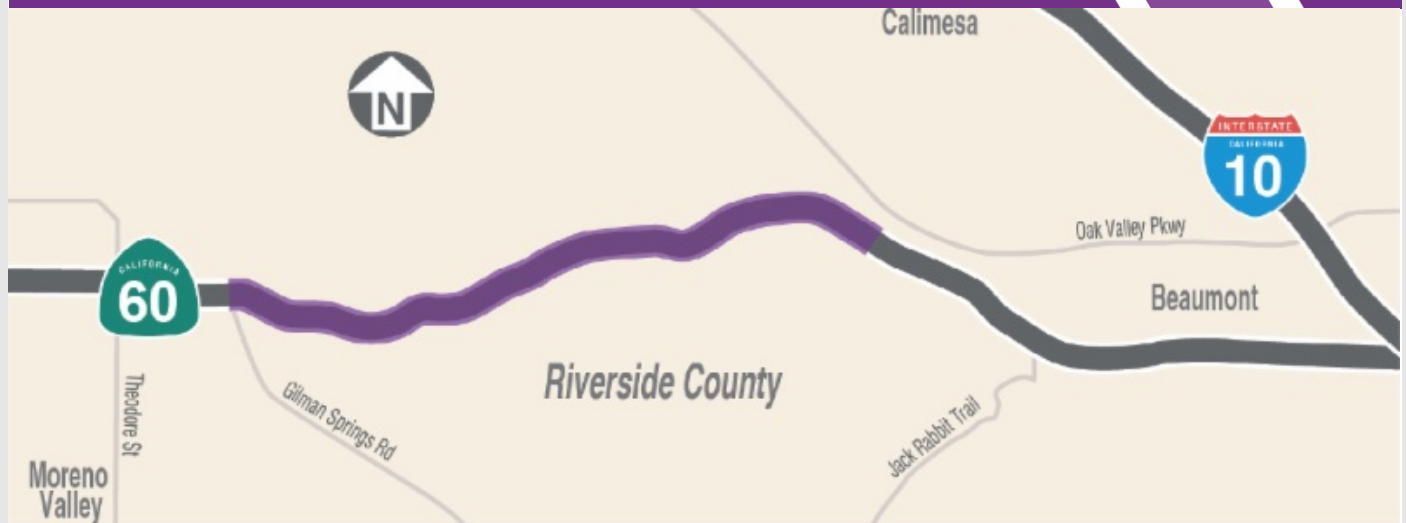 Calimesa
N
INTERSTATE
CALIFORNIA
10
Oak Valley Pkwy
CALIFORNIA
60
Beaumont
Riverside County
Theodore St
Gilman Springs Rd
Jack Rabbit Trail
Moreno
Valley